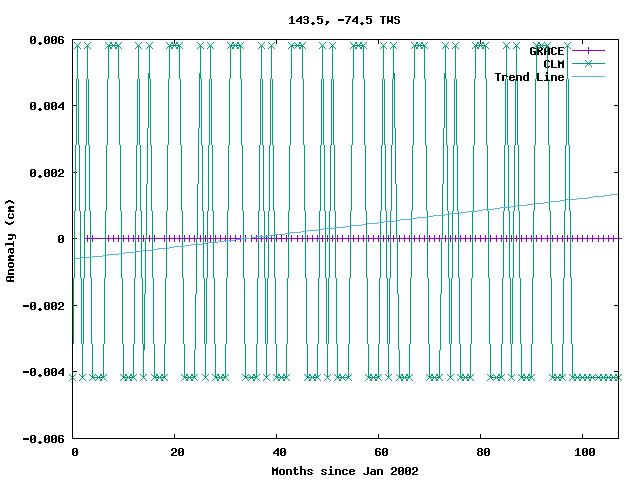 143.5, -74.5 TWS
GRACE
CLM
Trend Line
0.006
0.004
0.002
0
-0.002
-0.004
-0.006
Anomaly (cm)
0 20 40 60 80 100
Months since Jan 2002